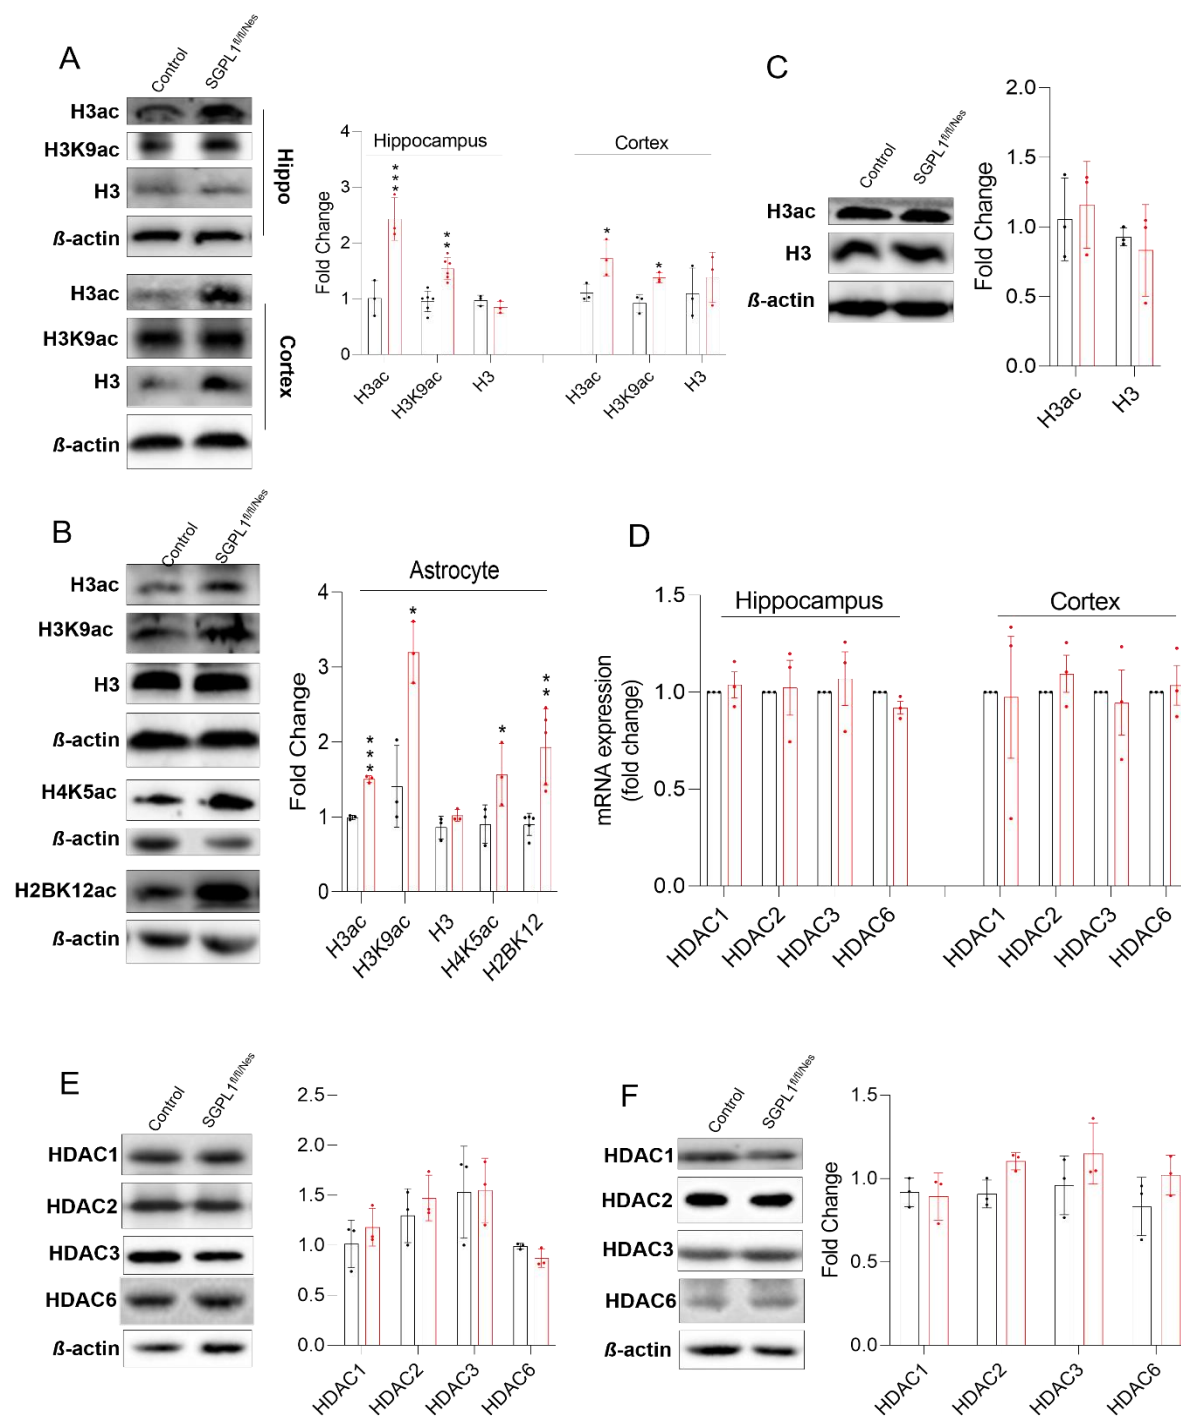 A
Control
SGPL1fl/fl/Nes
H3ac
H3K9ac
H3
ß-actin
Hippo
H3ac
H3K9ac
H3
ß-actin
Cortex
Fold Change
4
3
2
1
0
Hippocampus
Cortex
***
**
*
*
H3ac
H3K9ac
H3
H3ac
H3K9ac
H3
C
Control
SGPL1fl/fl/Nes
H3ac
H3
ß-actin
Fold Change
2.0
1.5
1.0
0.5
0.0
H3ac
H3
B
Control
SGPL1fl/fl/Nes
H3ac
H3K9ac
H3
ß-actin
H4K5ac
ß-actin
H2BK12ac
ß-actin
Astrocyte
Fold Change
4
3
2
1
0
***
*
*
**
H3ac
H3K9ac
H3
H4K5ac
H2BK12
D
mRNA expression
(fold change)
1.5
1.0
0.5
0.0
Hippocampus
Cortex
HDAC1
HDAC2
HDAC3
HDAC6
HDAC1
HDAC2
HDAC3
HDAC6
E
Control
SGPL1fl/fl/Nes
HDAC1
HDAC2
HDAC3
HDAC6
ß-actin
2.5
2.0
1.5
1.0
0.5
0.0
HDAC1
HDAC2
HDAC3
HDAC6
F
Control
SGPL1fl/fl/Nes
HDAC1
HDAC2
HDAC3
HDAC6
ß-actin
Fold Change
1.5
1.0
0.5
0.0
HDAC1
HDAC2
HDAC3
HDAC6